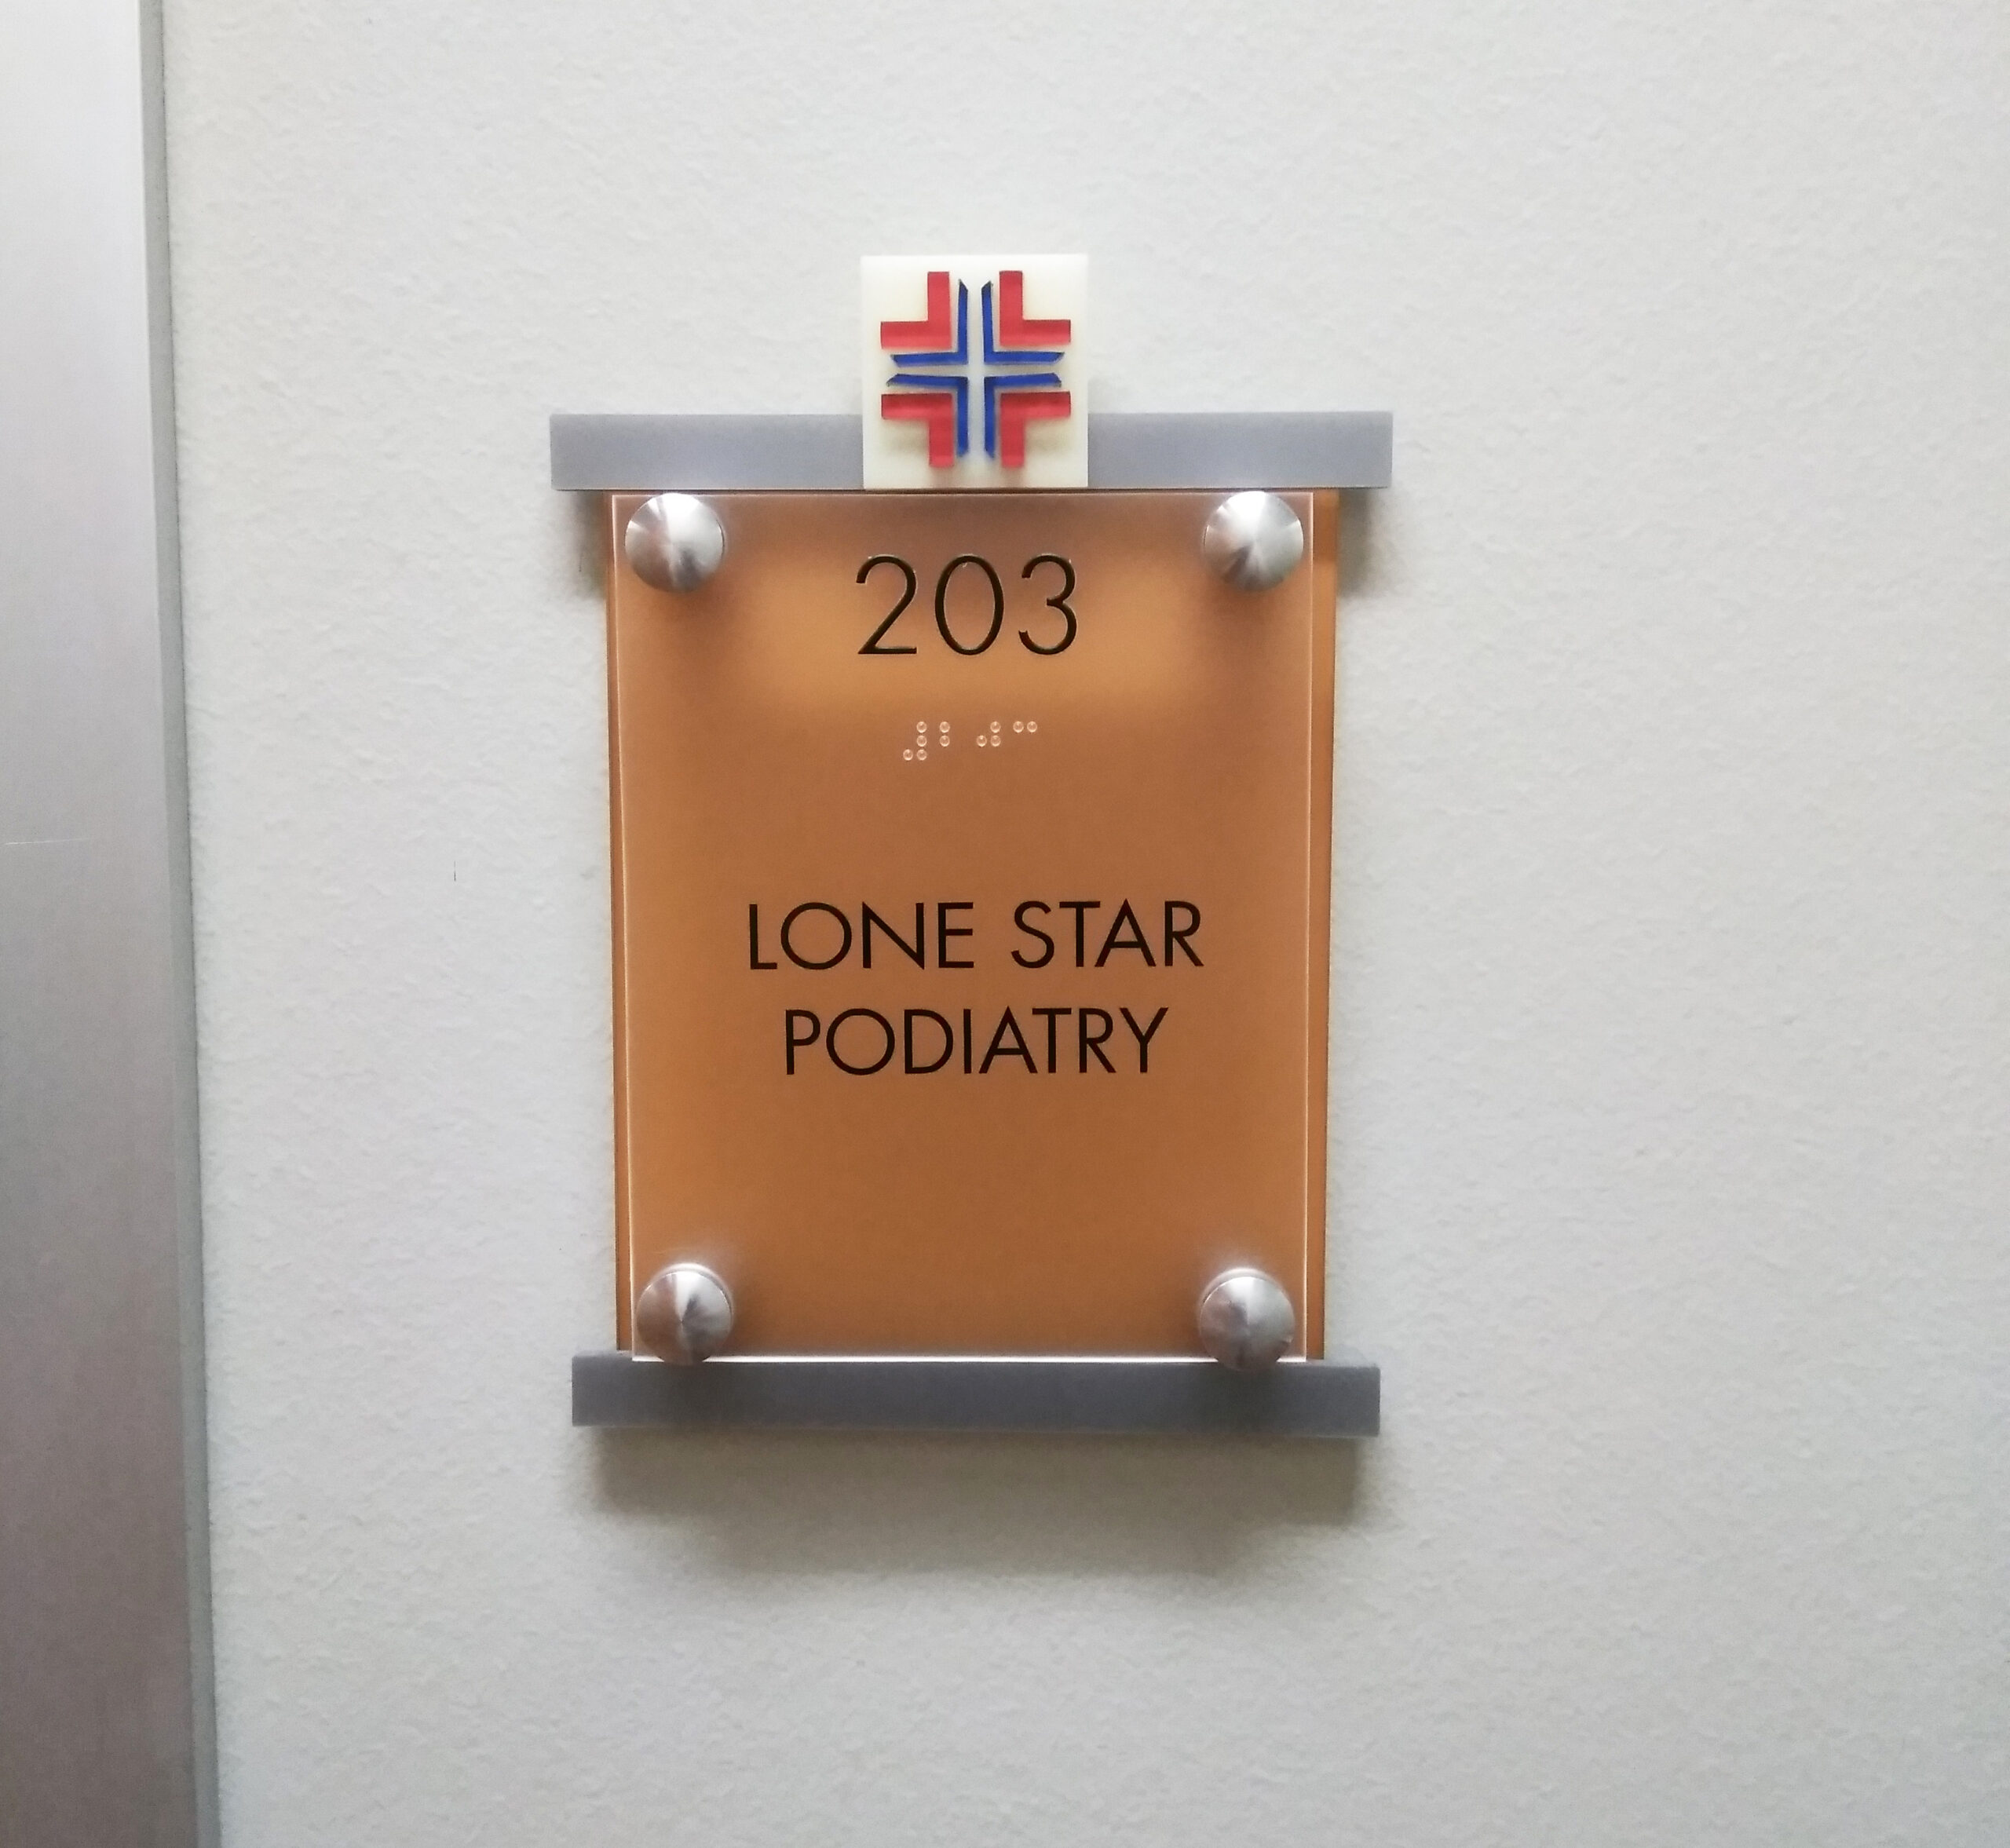 203
⠼⠃⠚⠉
LONE STAR
PODIATRY